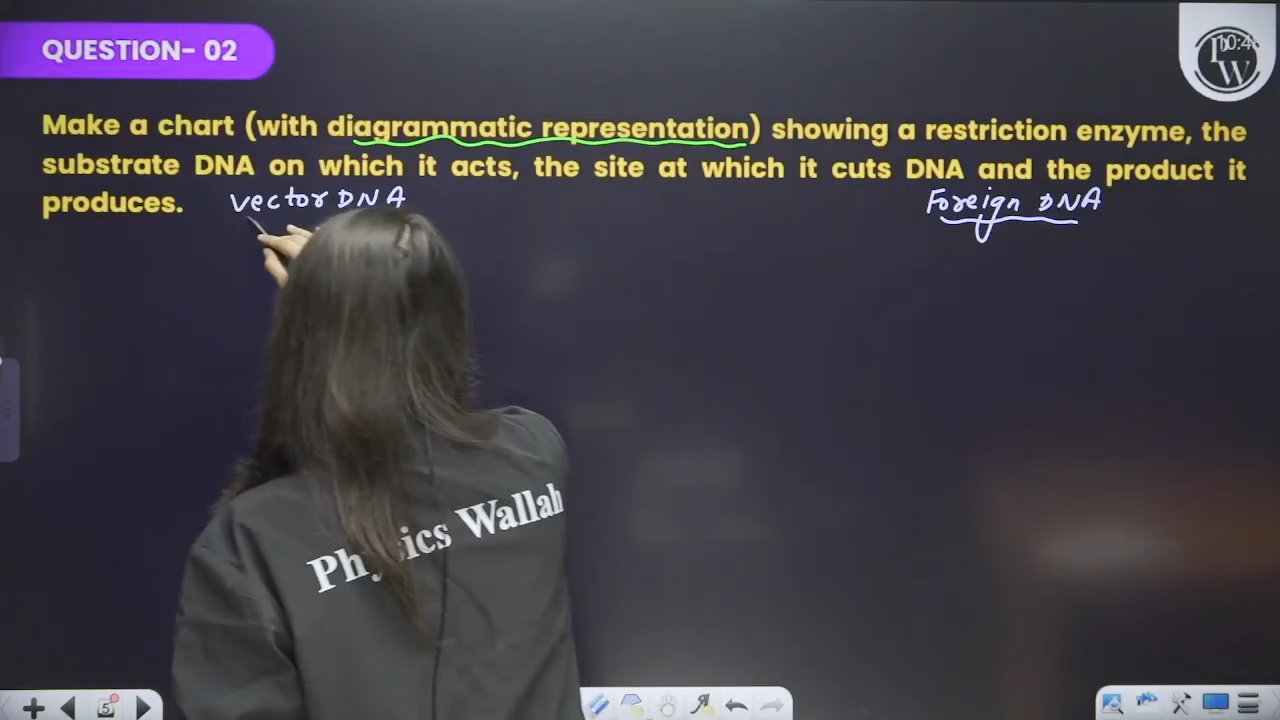 QUESTION- 02
Make a chart (with diagrammatic representation) showing a restriction enzyme, the
substrate DNA on which it acts, the site at which it cuts DNA and the product it
produces.
Vector DNA
Foreign DNA
Physics Wallah